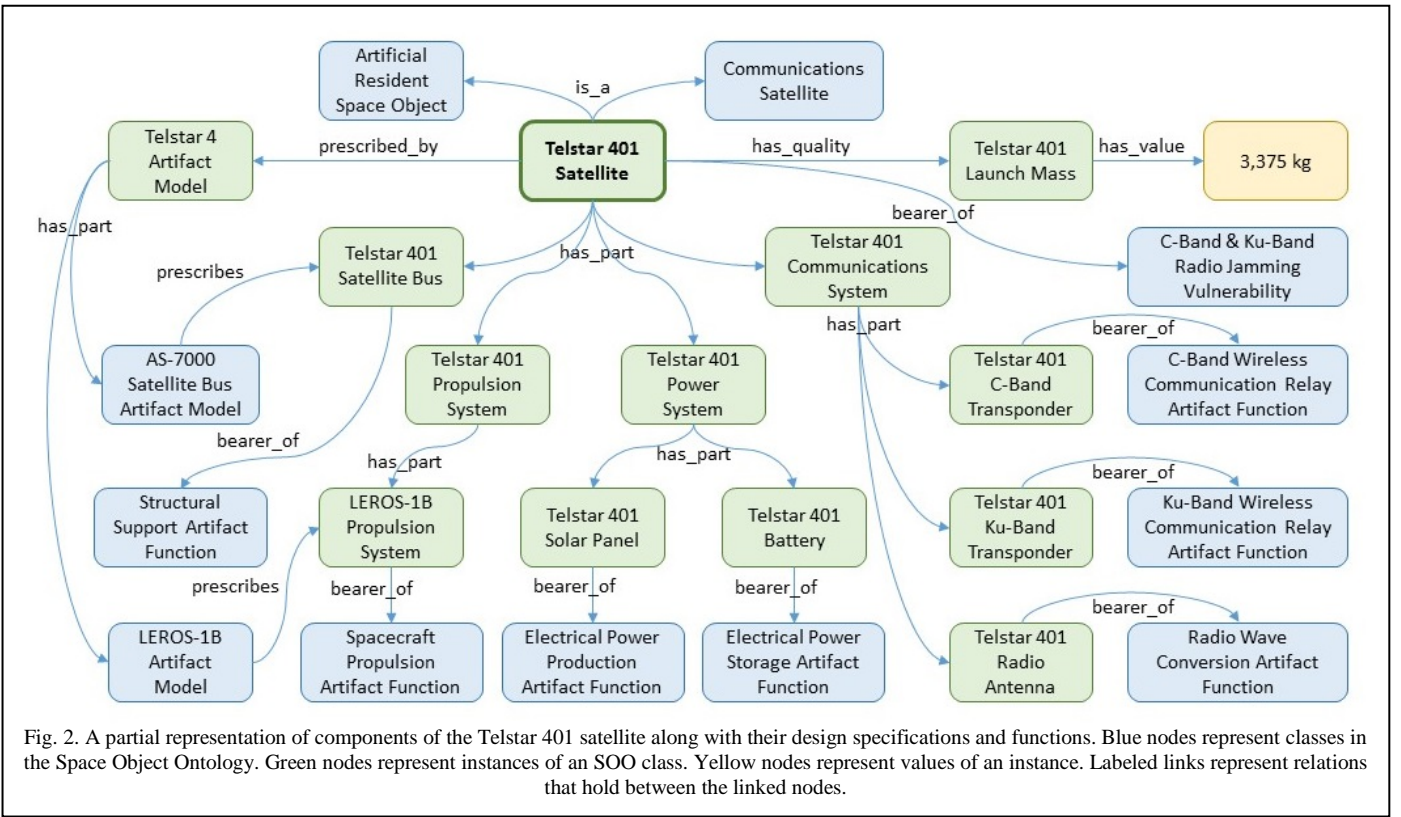 Artificial
Resident
Space Object
is_a
Communications
Satellite
Telstar 4
Artifact
Model
prescribed_by
Telstar 401
Satellite
has_quality
Telstar 401
Launch Mass
has_value
3,375 kg
has_part
prescribes
Telstar 401
Satellite Bus
has_part
Telstar 401
Communications
System
bearer_of
C-Band & Ku-Band
Radio Jamming
Vulnerability
has_part
AS-7000
Satellite Bus
Artifact Model
Telstar 401
Propulsion
System
Telstar 401
Power
System
Telstar 401
C-Band
Transponder
bearer_of
C-Band Wireless
Communication Relay
Artifact Function
bearer_of
has_part
has_part
Structural
Support Artifact
Function
LEROS-1B
Propulsion
System
Telstar 401
Solar Panel
Telstar 401
Battery
Telstar 401
Ku-Band
Transponder
bearer_of
Ku-Band Wireless
Communication Relay
Artifact Function
prescribes
bearer_of
bearer_of
bearer_of
LEROS-1B
Artifact
Model
Spacecraft
Propulsion
Artifact Function
Electrical Power
Production
Artifact Function
Electrical Power
Storage Artifact
Function
Telstar 401
Radio
Antenna
bearer_of
Radio Wave
Conversion Artifact
Function
Fig. 2. A partial representation of components of the Telstar 401 satellite along with their design specifications and functions. Blue nodes represent classes in
the Space Object Ontology. Green nodes represent instances of an SOO class. Yellow nodes represent values of an instance. Labeled links represent relations
that hold between the linked nodes.